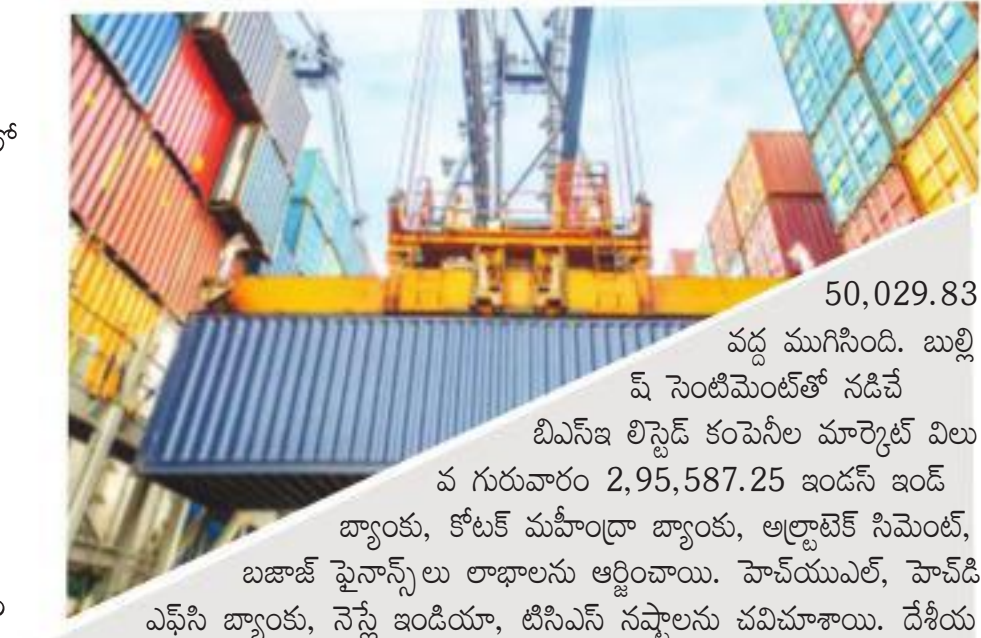 లో
50,029.83
వద్ద ముగిసింది. బుల్లి
ష్ సెంటిమెంట్‌తో నడిచే
బిఎస్ఇ లిస్టెడ్ కంపెనీల మార్కెట్ విలు
వ గురువారం 2,95,587.25 ఇండస్ ఇండ్
బ్యాంకు, కోటక్ మహీంద్రా బ్యాంకు, అల్ట్రాటెక్ సిమెంట్,
బజాజ్ ఫైనాన్స్‌లు లాభాలను ఆర్జించాయి. హెచ్‌యుఎల్, హెచ్‌డి
ఎఫ్‌సి బ్యాంకు, నెస్లే ఇండియా, టిసిఎస్ నష్టాలను చవిచూశాయి. దేశీయ